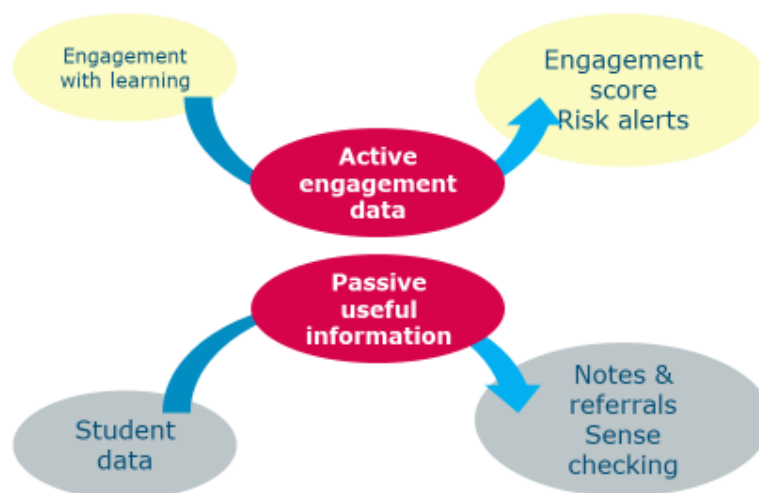 Engagement
with learning
Engagement
score
Risk alerts
Active
engagement
data
Passive
useful
information
Student
data
Notes &
referrals
Sense
checking